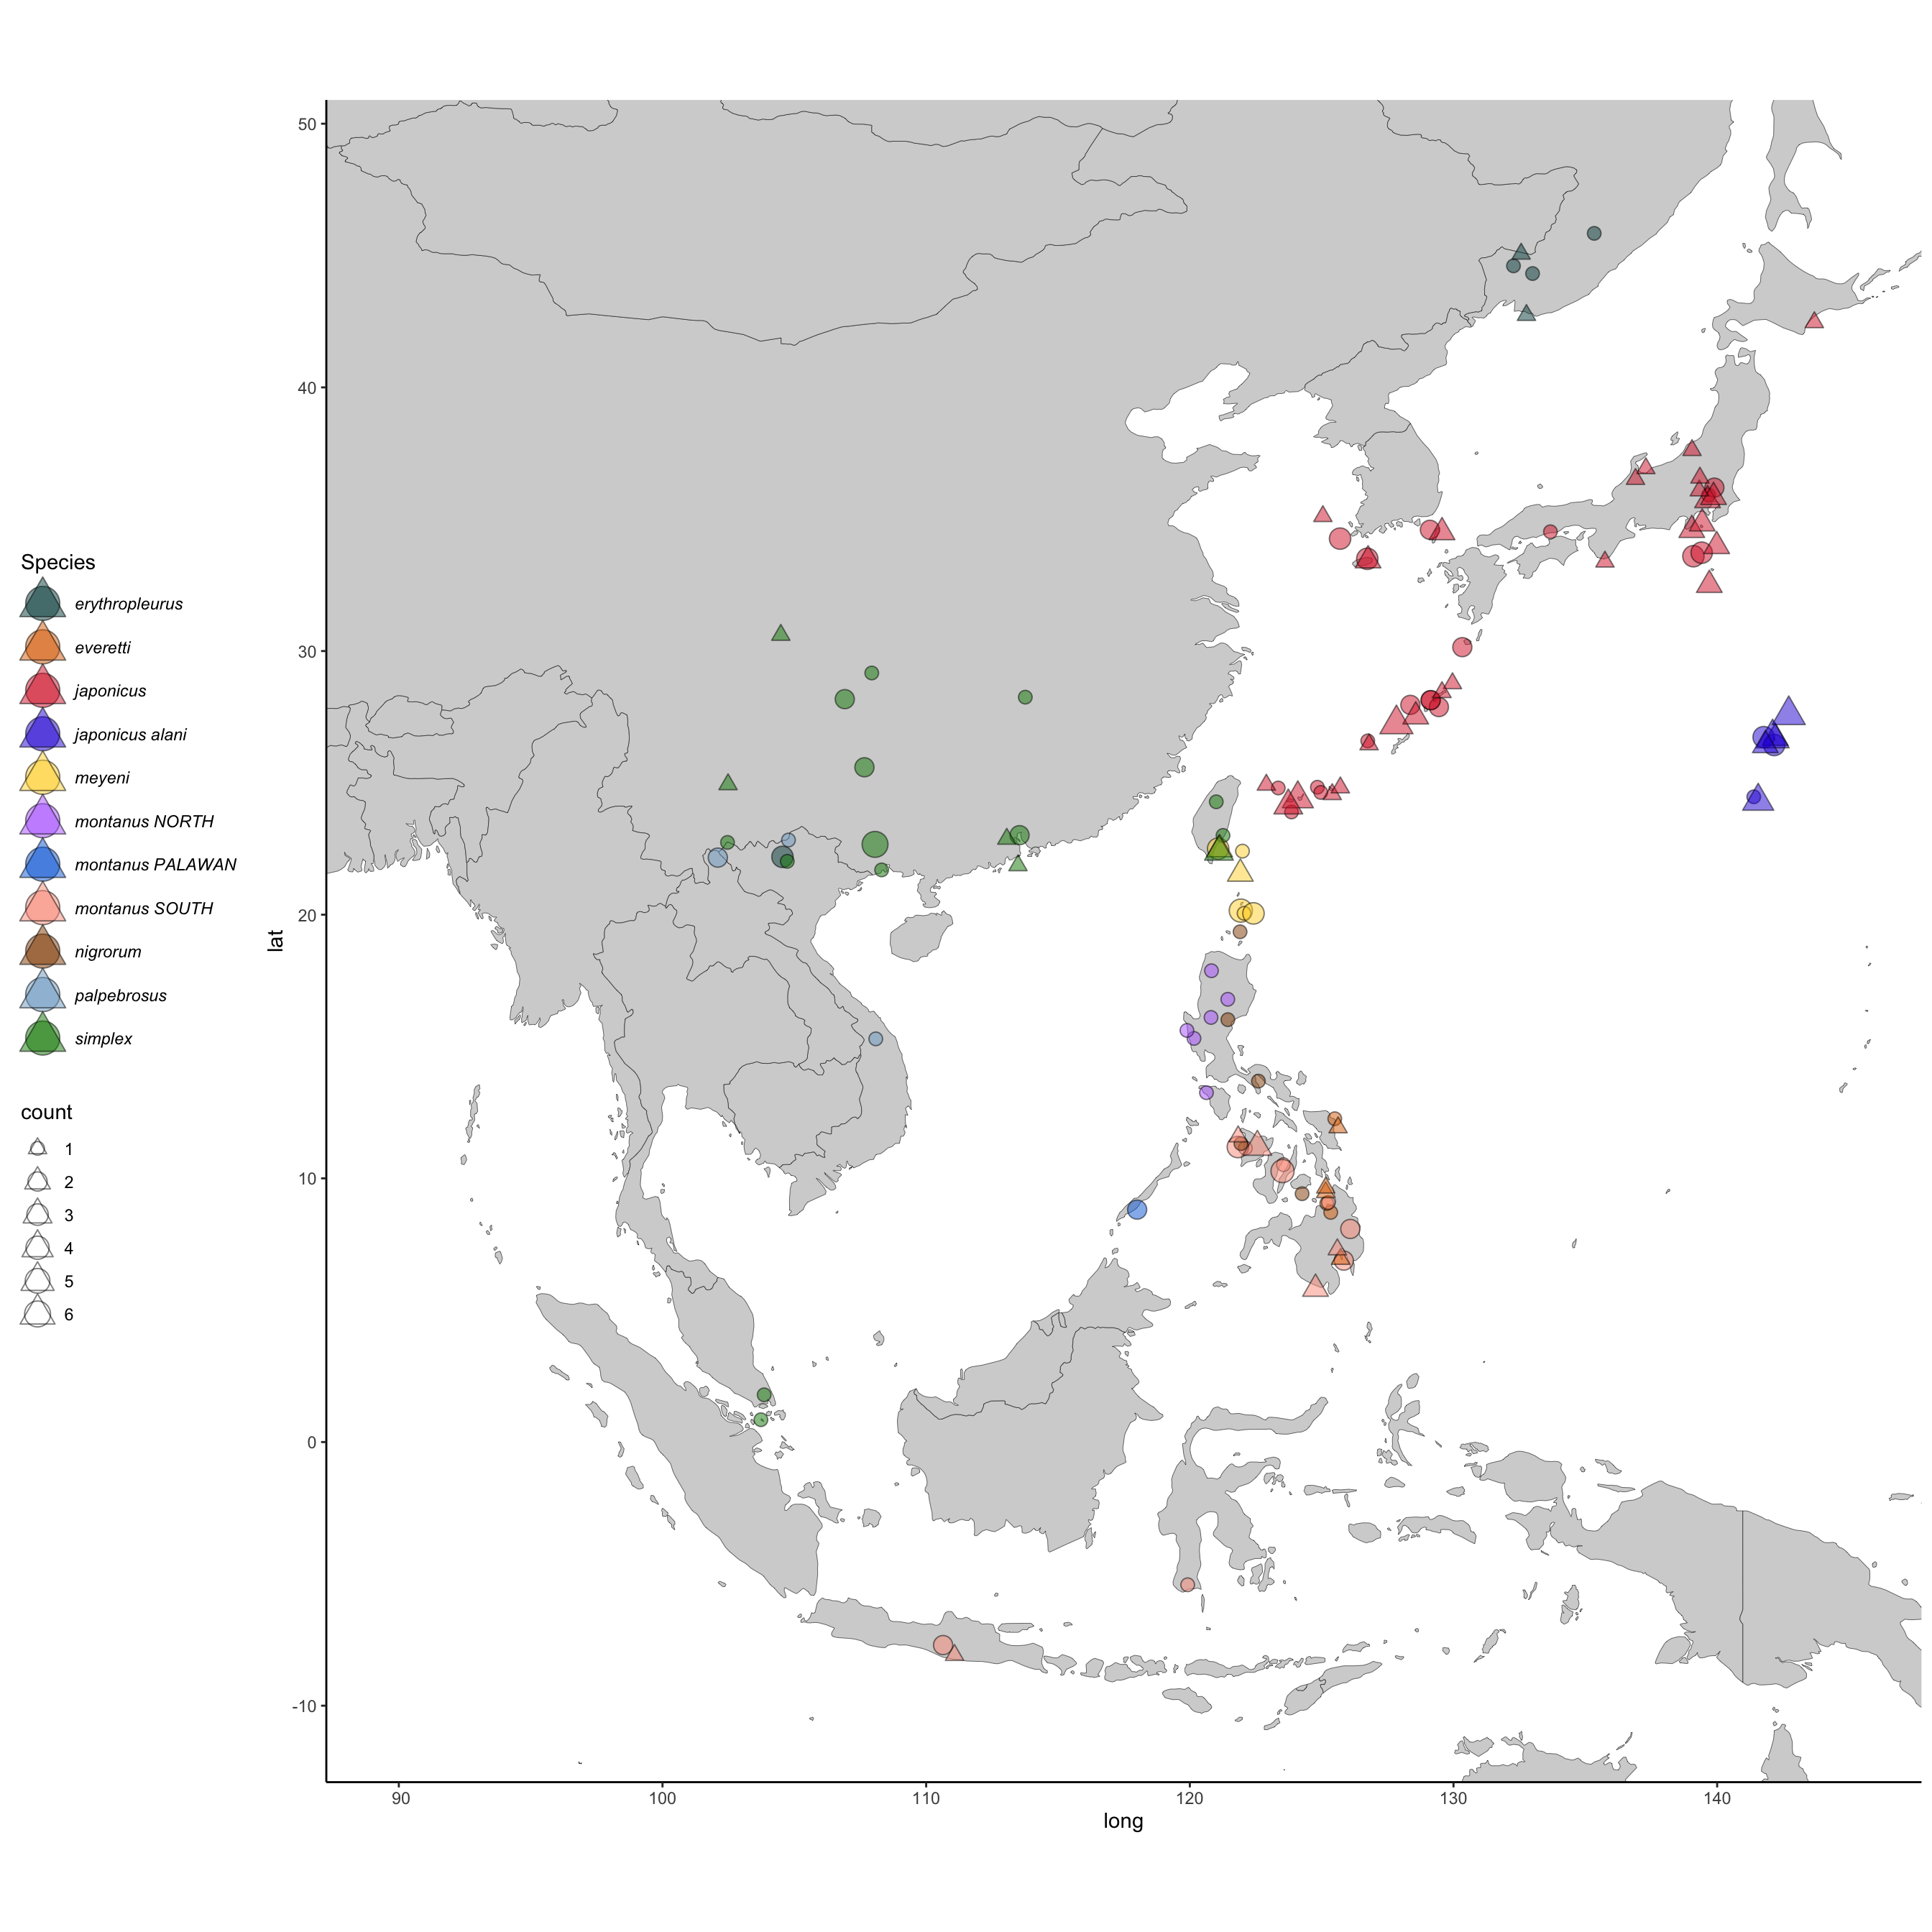 Species
erythropleurus
everetti
japonicus
japonicus alani
meyeni
montanus NORTH
montanus PALAWAN
montanus SOUTH
nigrorum
palpebrosus
simplex
count
1
2
3
4
5
6
lat
50
40
30
20
10
0
-10
90
100
110
120
130
140
long